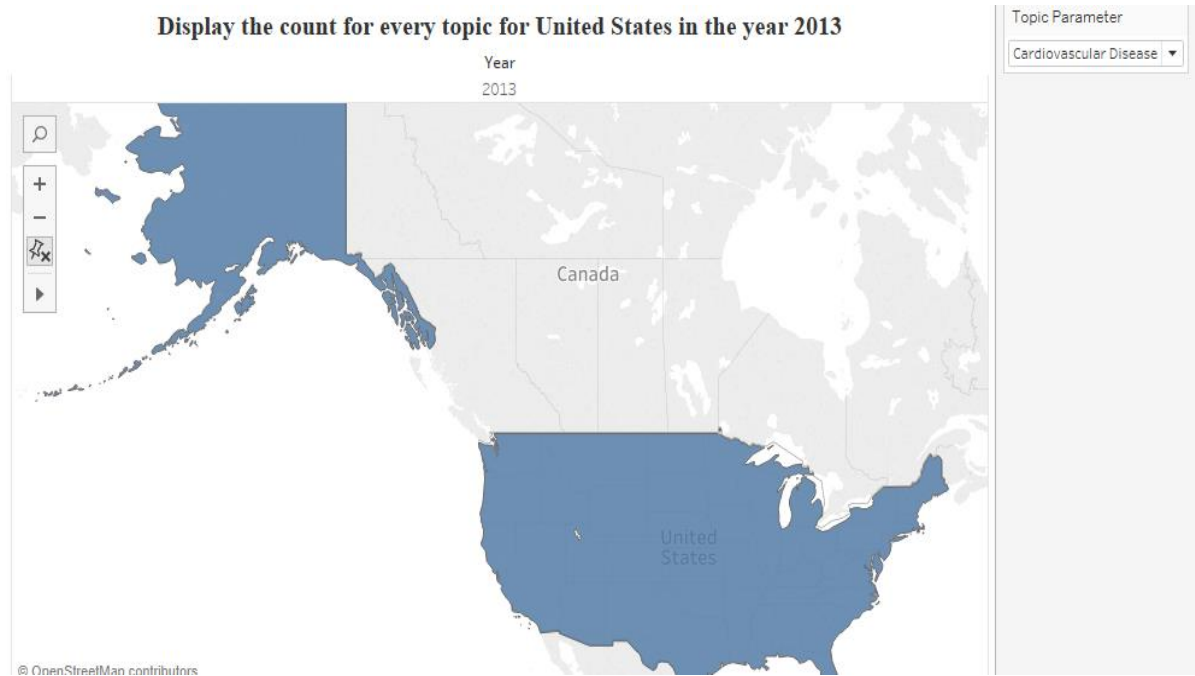 Display the count for every topic for United States in the year 2013
Topic Parameter
Cardiovascular Disease
Year
2013
Canada
United
States
© OpenStreetMap contributors